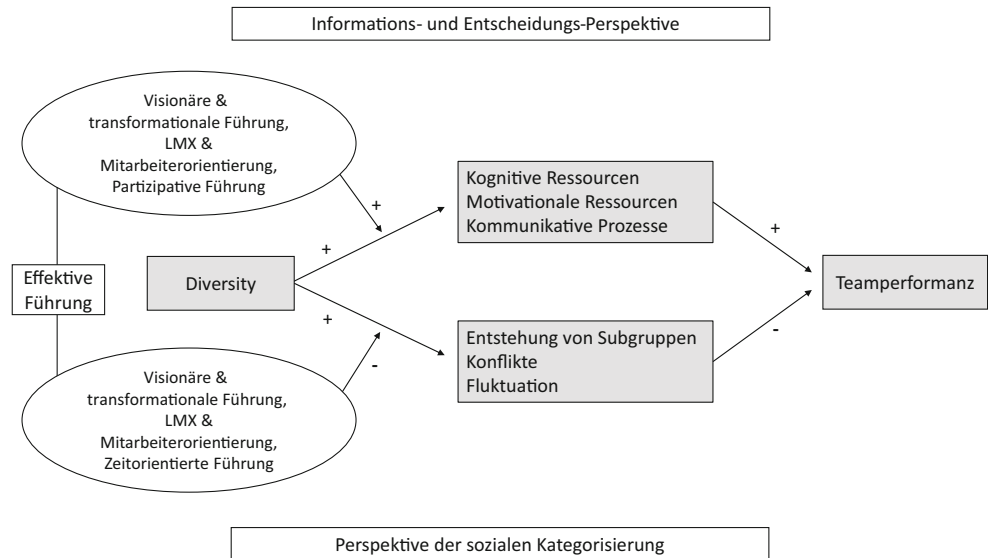 Informations- und Entscheidungs-Perspektive
Visionäre &
transformationale Führung,
LMX &
Mitarbeiterorientierung,
Partizipative Führung
+
Kognitive Ressourcen
Motivationale Ressourcen
Kommunikative Prozesse
+
+
Effektive
Führung
Diversity
Teamperformanz
+
-
Entstehung von Subgruppen
Konflikte
Fluktuation
-
Visionäre &
transformationale Führung,
LMX &
Mitarbeiterorientierung,
Zeitorientierte Führung
Perspektive der sozialen Kategorisierung